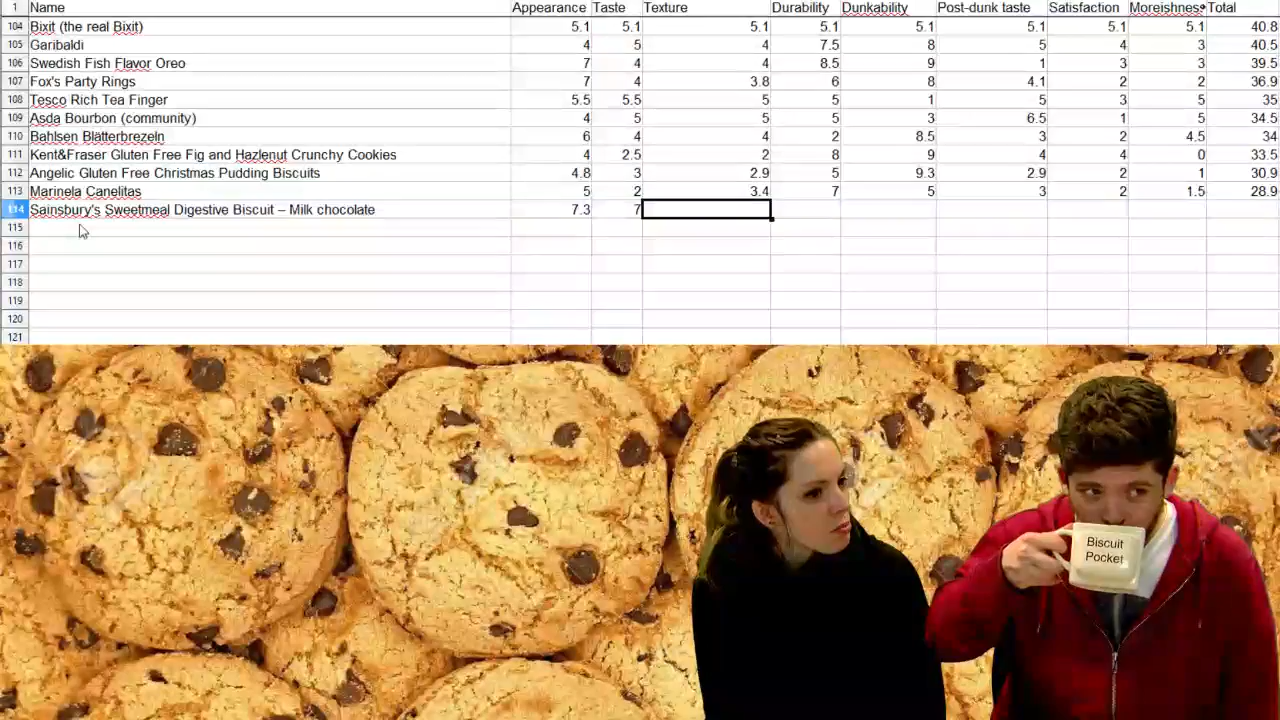 1 Name Appearance Taste Texture Durability Dunkability Post-dunk taste Satisfaction Moreishnes Total
104 Bixit (the real Bixit) 5.1 5.1 5.1 5.1 5.1 5.1 5.1 5.1 40.8
105 Garibaldi 4 5 4 7.5 8 5 4 3 40.5
106 Swedish Fish Flavor Oreo 7 4 4 8.5 9 1 3 3 39.5
107 Fox's Party Rings 7 4 3.8 6 8 4.1 2 2 36.9
108 Tesco Rich Tea Finger 5.5 5.5 5 5 1 5 3 5 35
109 Asda Bourbon (community) 4 5 5 5 3 6.5 1 5 34.5
110 Bahlsen Blätterbrezeln 6 4 4 2 8.5 3 2 4.5 34
111 Kent&Fraser Gluten Free Fig and Hazlenut Crunchy Cookies 4 2.5 2 8 9 4 4 0 33.5
112 Angelic Gluten Free Christmas Pudding Biscuits 4.8 3 2.9 5 9.3 2.9 2 1 30.9
113 Marinela Canelitas 5 2 3.4 7 5 3 2 1.5 28.9
114 Sainsbury's Sweetmeal Digestive Biscuit – Milk chocolate 7.3 7
115
116
117
118
119
120
121
Biscuit
Pocket